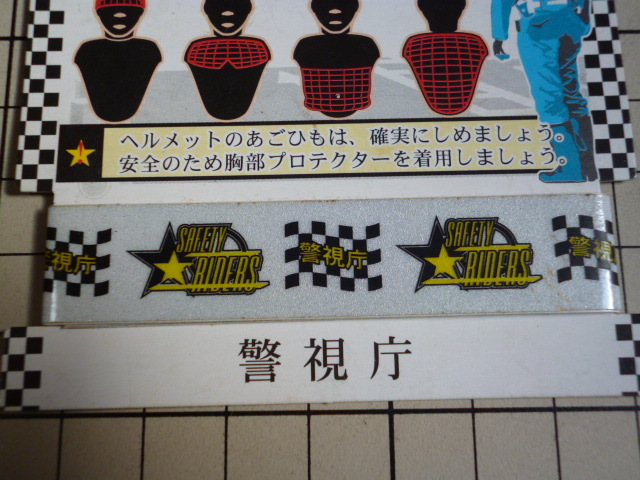 ヘルメットのあごひもは、確実にしめましょう。
安全のため胸部プロテクターを着用しましょう。
警視庁
SAFETY
RIDERS
警視庁
SAFETY
RIDERS
警視庁
警視庁